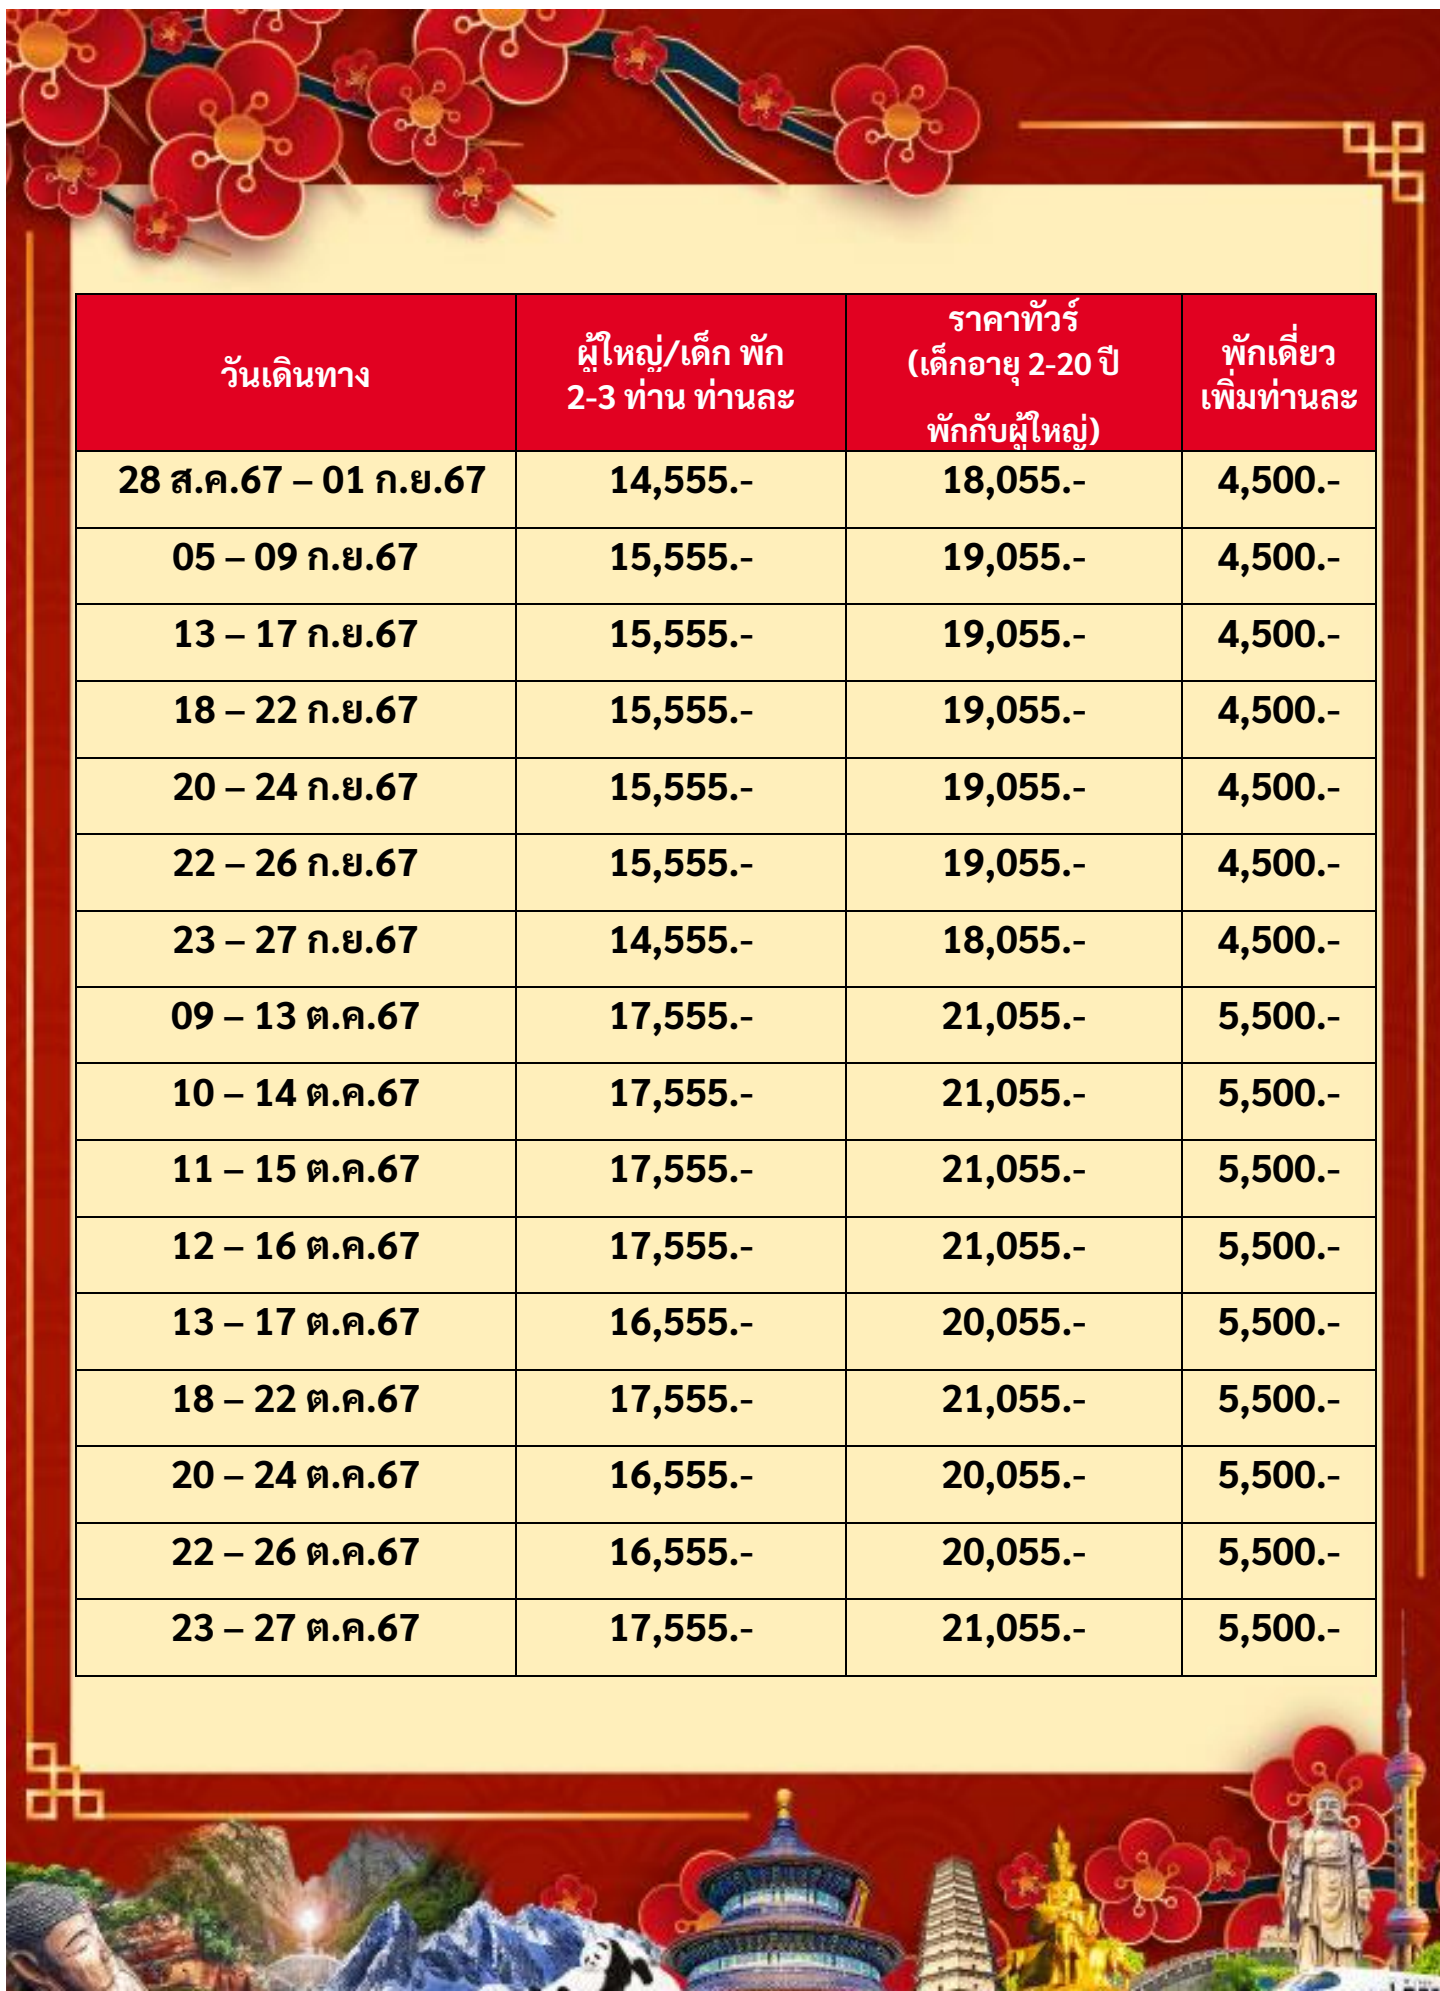 วันเดินทาง
ผู้ใหญ่/เด็ก พัก
2-3 ท่าน ท่านละ
ราคาทัวร์
(เด็กอายุ 2-20 ปี
พักกับผู้ใหญ่)
พักเดี่ยว
เพิ่มท่านละ
28 ส.ค.67 – 01 ก.ย.67 14,555.- 18,055.- 4,500.-
05 – 09 ก.ย.67 15,555.- 19,055.- 4,500.-
13 – 17 ก.ย.67 15,555.- 19,055.- 4,500.-
18 – 22 ก.ย.67 15,555.- 19,055.- 4,500.-
20 – 24 ก.ย.67 15,555.- 19,055.- 4,500.-
22 – 26 ก.ย.67 15,555.- 19,055.- 4,500.-
23 – 27 ก.ย.67 14,555.- 18,055.- 4,500.-
09 – 13 ต.ค.67 17,555.- 21,055.- 5,500.-
10 – 14 ต.ค.67 17,555.- 21,055.- 5,500.-
11 – 15 ต.ค.67 17,555.- 21,055.- 5,500.-
12 – 16 ต.ค.67 17,555.- 21,055.- 5,500.-
13 – 17 ต.ค.67 16,555.- 20,055.- 5,500.-
18 – 22 ต.ค.67 17,555.- 21,055.- 5,500.-
20 – 24 ต.ค.67 16,555.- 20,055.- 5,500.-
22 – 26 ต.ค.67 16,555.- 20,055.- 5,500.-
23 – 27 ต.ค.67 17,555.- 21,055.- 5,500.-